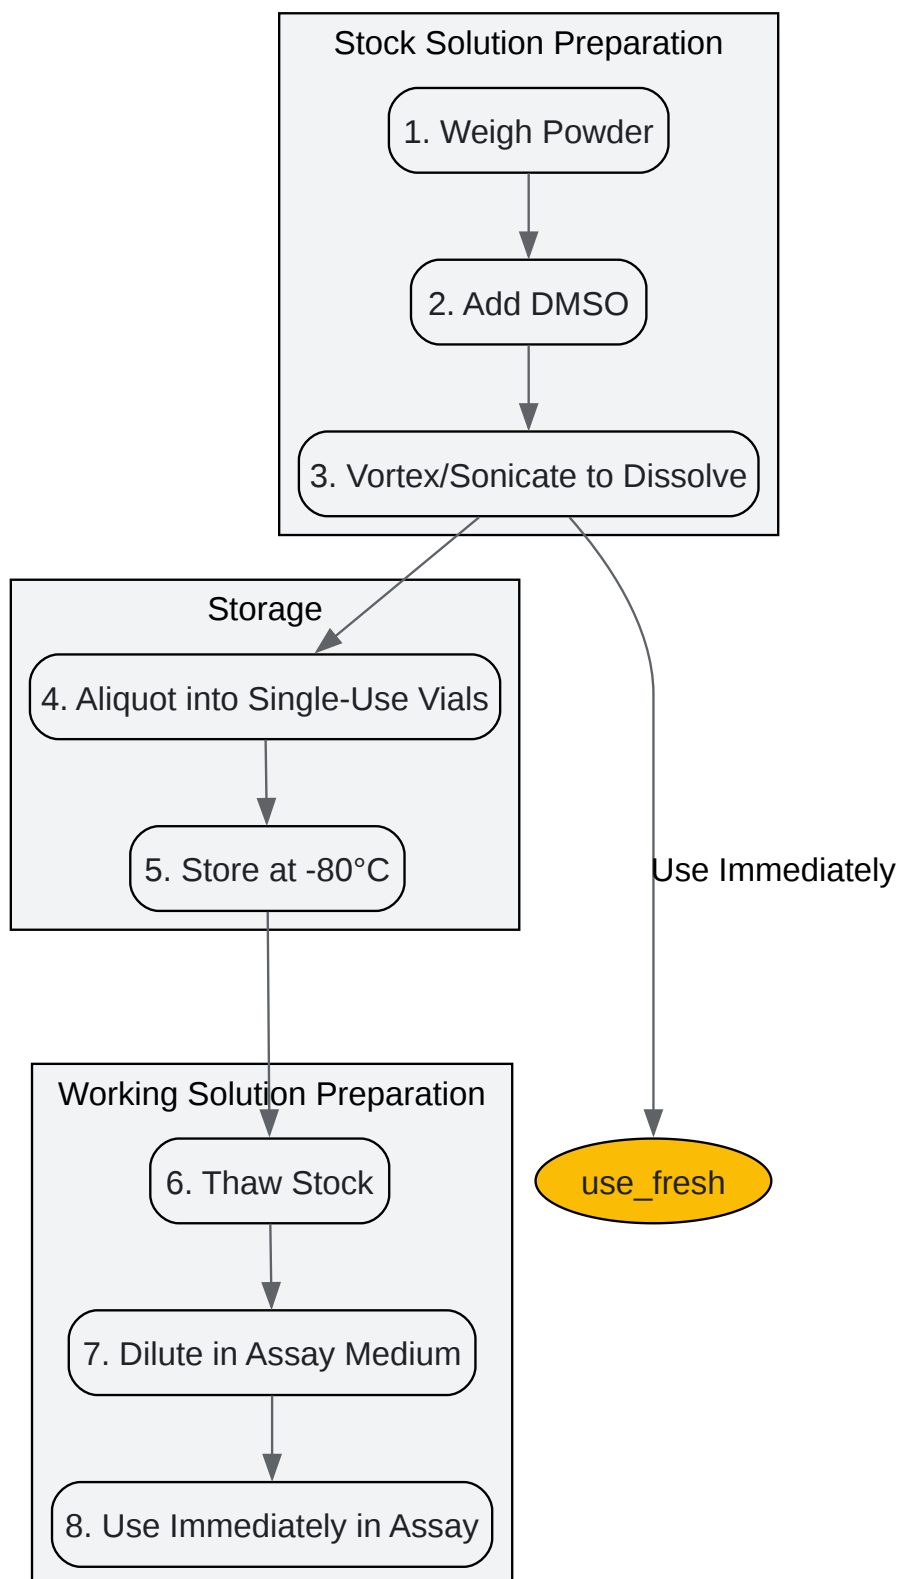 Stock Solution Preparation
1. Weigh Powder
2. Add DMSO
3. Vortex/Sonicate to Dissolve
Storage
4. Aliquot into Single-Use Vials
5. Store at -80°C
Use Immediately
Working Solution Preparation
6. Thaw Stock
use_fresh
7. Dilute in Assay Medium
8. Use Immediately in Assay